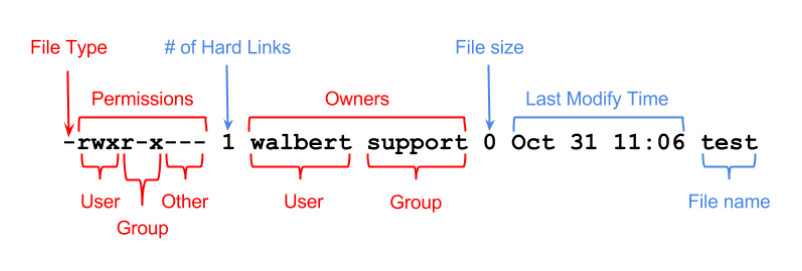 File Type # of Hard Links File size
Permissions Owners Last Modify Time
-rwxr-x--- 1 walbert support 0 Oct 31 11:06 test
User Other User Group File name
Group